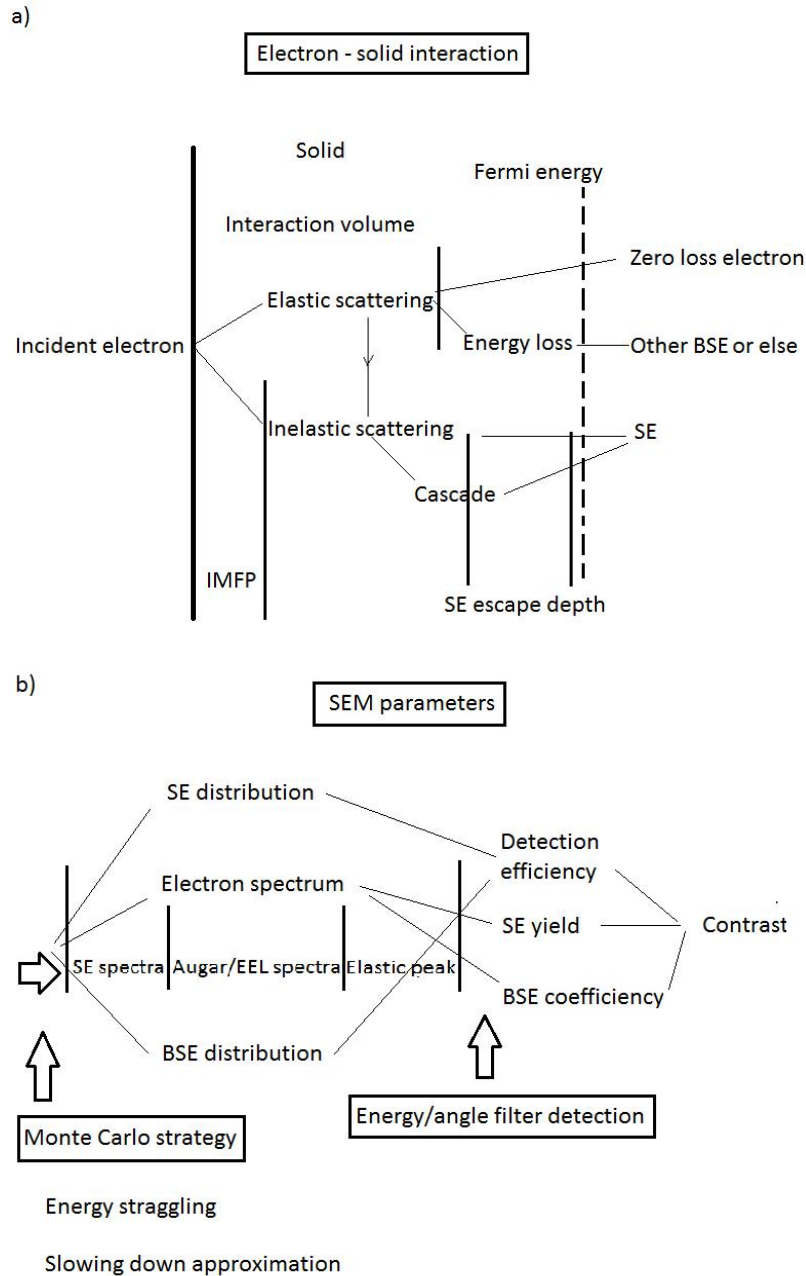 a)
Electron - solid interaction
Solid
Fermi energy
Interaction volume
Zero loss electron
Elastic scattering
Incident electron
Energy loss
Other BSE or else
Inelastic scattering
SE
Cascade
IMFP
SE escape depth
b)
SEM parameters
SE distribution
Detection
efficiency
Electron spectrum
SE yield
Contrast
SE spectra
Augar/EEL spectra
Elastic peak
BSE coefficiency
BSE distribution
Energy/angle filter detection
Monte Carlo strategy
Energy straggling
Slowing down approximation